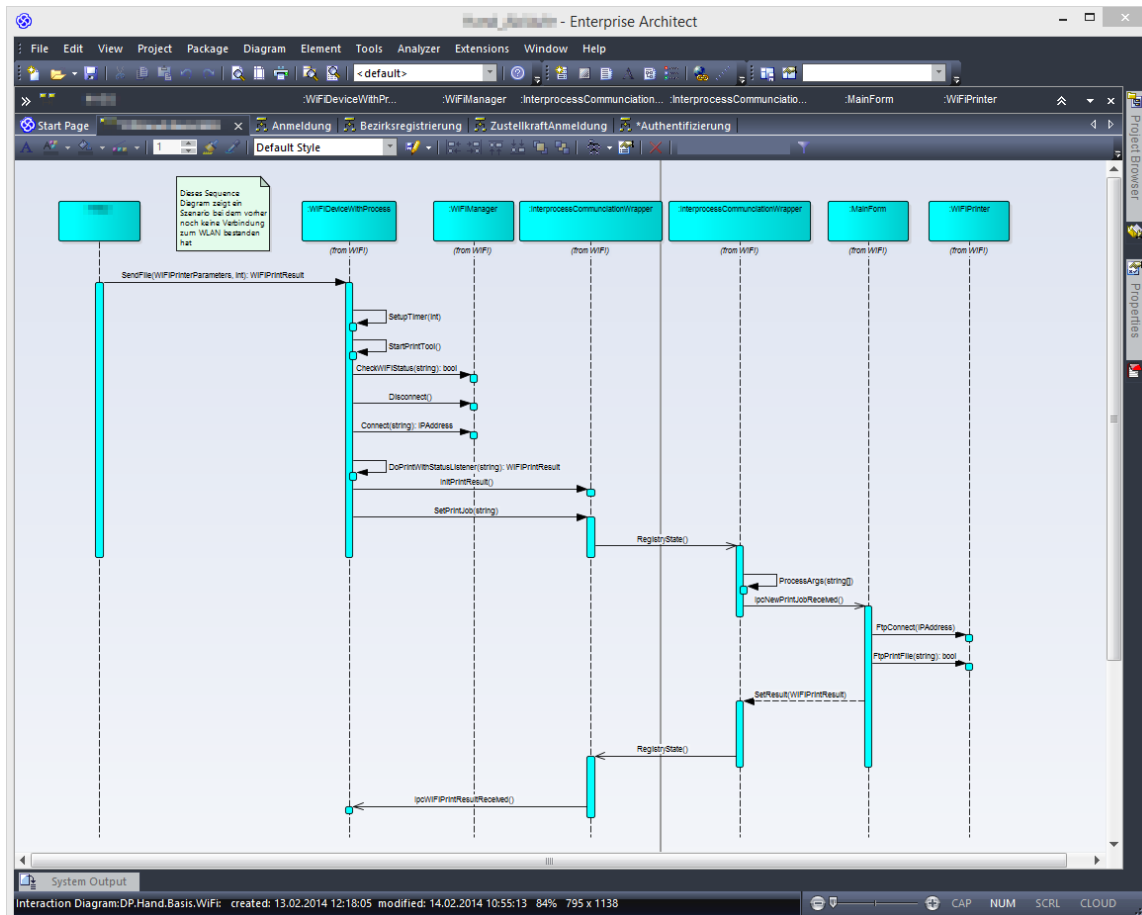 - Enterprise Architect
File Edit View Project Package Diagram Element Tools Analyzer Extensions Window Help
<default>
:WiFiDeviceWithPr... :WiFiManager :InterprocessCommunciation... :InterprocessCommunciatio... :MainForm :WiFiPrinter
Start Page Anmeldung Bezirksregistrierung ZustellkraftAnmeldung *Authentifizierung
1 Default Style
Project Browser
Properties
Dieses Sequence
Diagram zeigt ein
Szenario bei dem vorher
noch keine Verbindung
zum WLAN bestanden
hat
:WiFiDeviceWithProcess :WiFiManager :InterprocessCommunciationWrapper :InterprocessCommunciationWrapper :MainForm :WiFiPrinter
(from WIFI) (from WIFI) (from WIFI) (from WIFI) (from WIFI) (from WIFI)
SendFile(WiFiPrinterParameters, int): WiFiPrintResult
SetupTimer(int)
StartPrintTool()
CheckWiFiStatus(string): bool
Disconnect()
Connect(string): IPAddress
DoPrintWithStatusListener(string): WiFiPrintResult
InitPrintResult()
SetPrintJob(string)
RegistryState()
ProcessArgs(string[])
IpcNewPrintJobReceived()
FtpConnect(IPAddress)
FtpPrintFile(string): bool
SetResult(WiFiPrintResult)
RegistryState()
IpcWiFiPrintResultReceived()
System Output
Interaction Diagram:DP.Hand.Basis.WiFi: created: 13.02.2014 12:18:05 modified: 14.02.2014 10:55:13 84% 795 x 1138 CAP NUM SCRL CLOUD